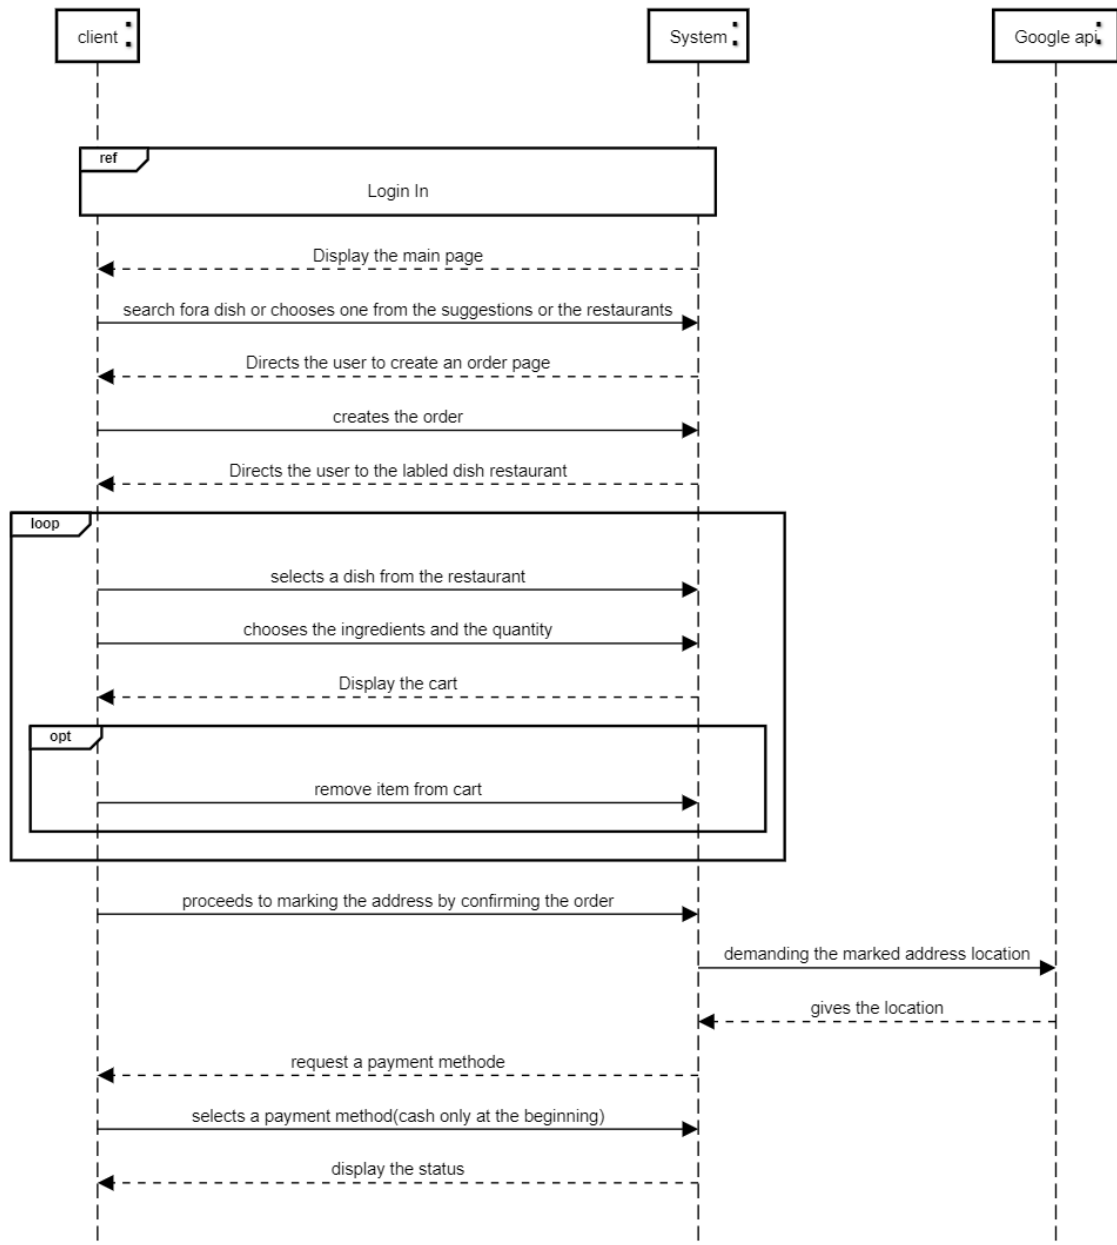 client :
System :
Google api :
ref
Login In
Display the main page
search fora dish or chooses one from the suggestions or the restaurants
Directs the user to create an order page
creates the order
Directs the user to the labled dish restaurant
loop
selects a dish from the restaurant
chooses the ingredients and the quantity
Display the cart
opt
remove item from cart
proceeds to marking the address by confirming the order
demanding the marked address location
gives the location
request a payment methode
selects a payment method(cash only at the beginning)
display the status